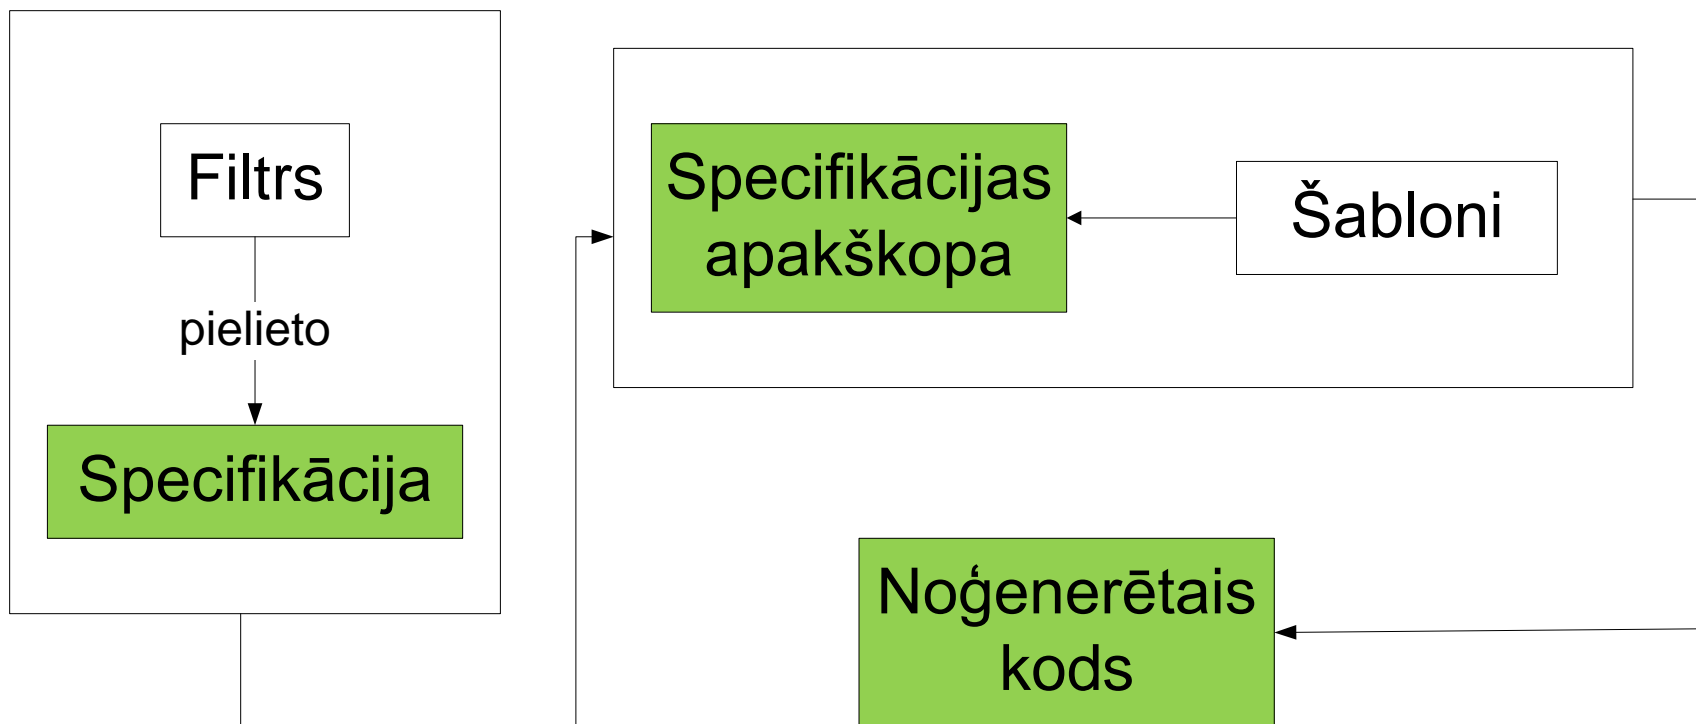 Filtrs
pielieto
Specifikācija
Specifikācijas
apakškopa
Šabloni
Noģenerētais
kods